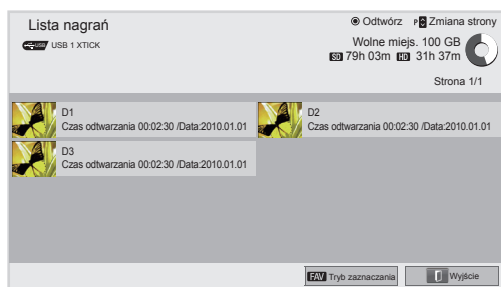 Lista nagrań
Odtwórz P Zmiana strony
USB USB 1 XTICK
Wolne miejs. 100 GB
SD 79h 03m HD 31h 37m
Strona 1/1
D1
Czas odtwarzania 00:02:30 /Data:2010.01.01
D2
Czas odtwarzania 00:02:30 /Data:2010.01.01
D3
Czas odtwarzania 00:02:30 /Data:2010.01.01
FAV Tryb zaznaczania
Wyjście